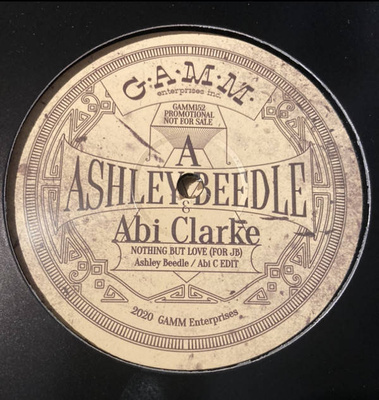 G·A·M·M·
enterprises inc.
GAMM152
PROMOTIONAL
NOT FOR SALE
A
ASHLEY BEEDLE
&
Abi Clarke
NOTHING BUT LOVE (FOR JB)
Ashley Beedle / Abi C EDIT
2020 GAMM Enterprises